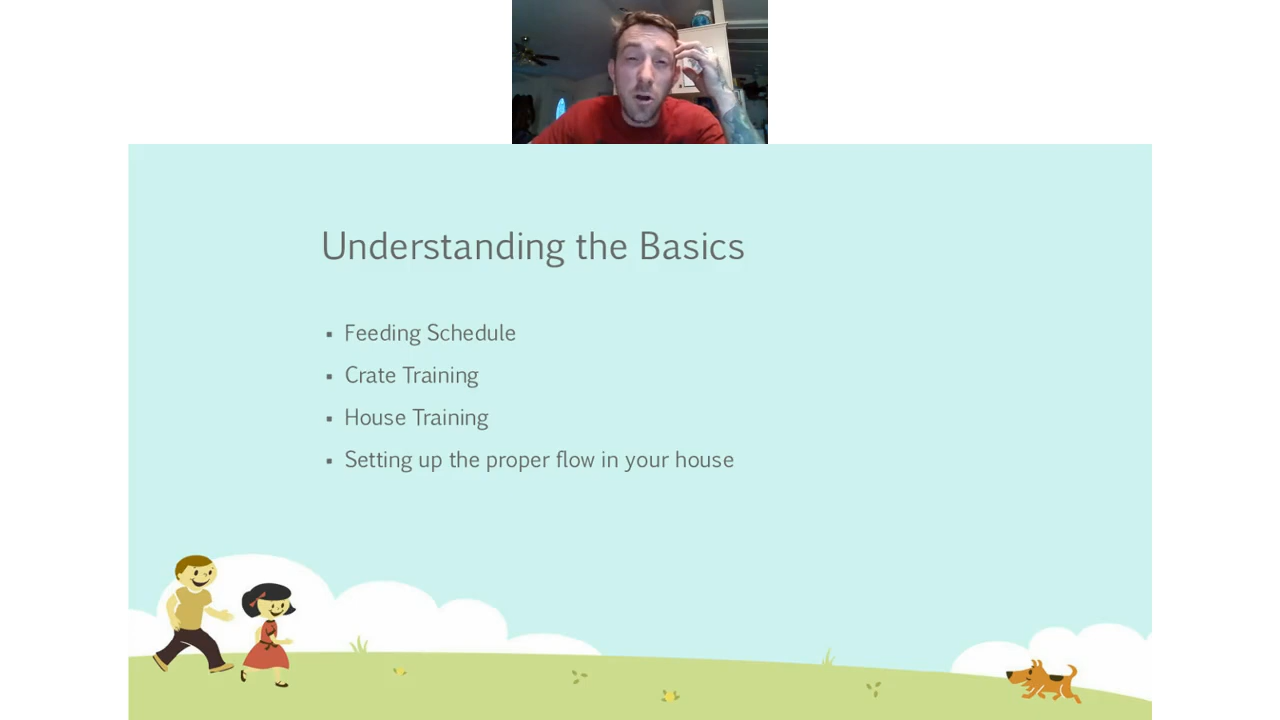 Understanding the Basics
▪ Feeding Schedule
▪ Crate Training
▪ House Training
▪ Setting up the proper flow in your house